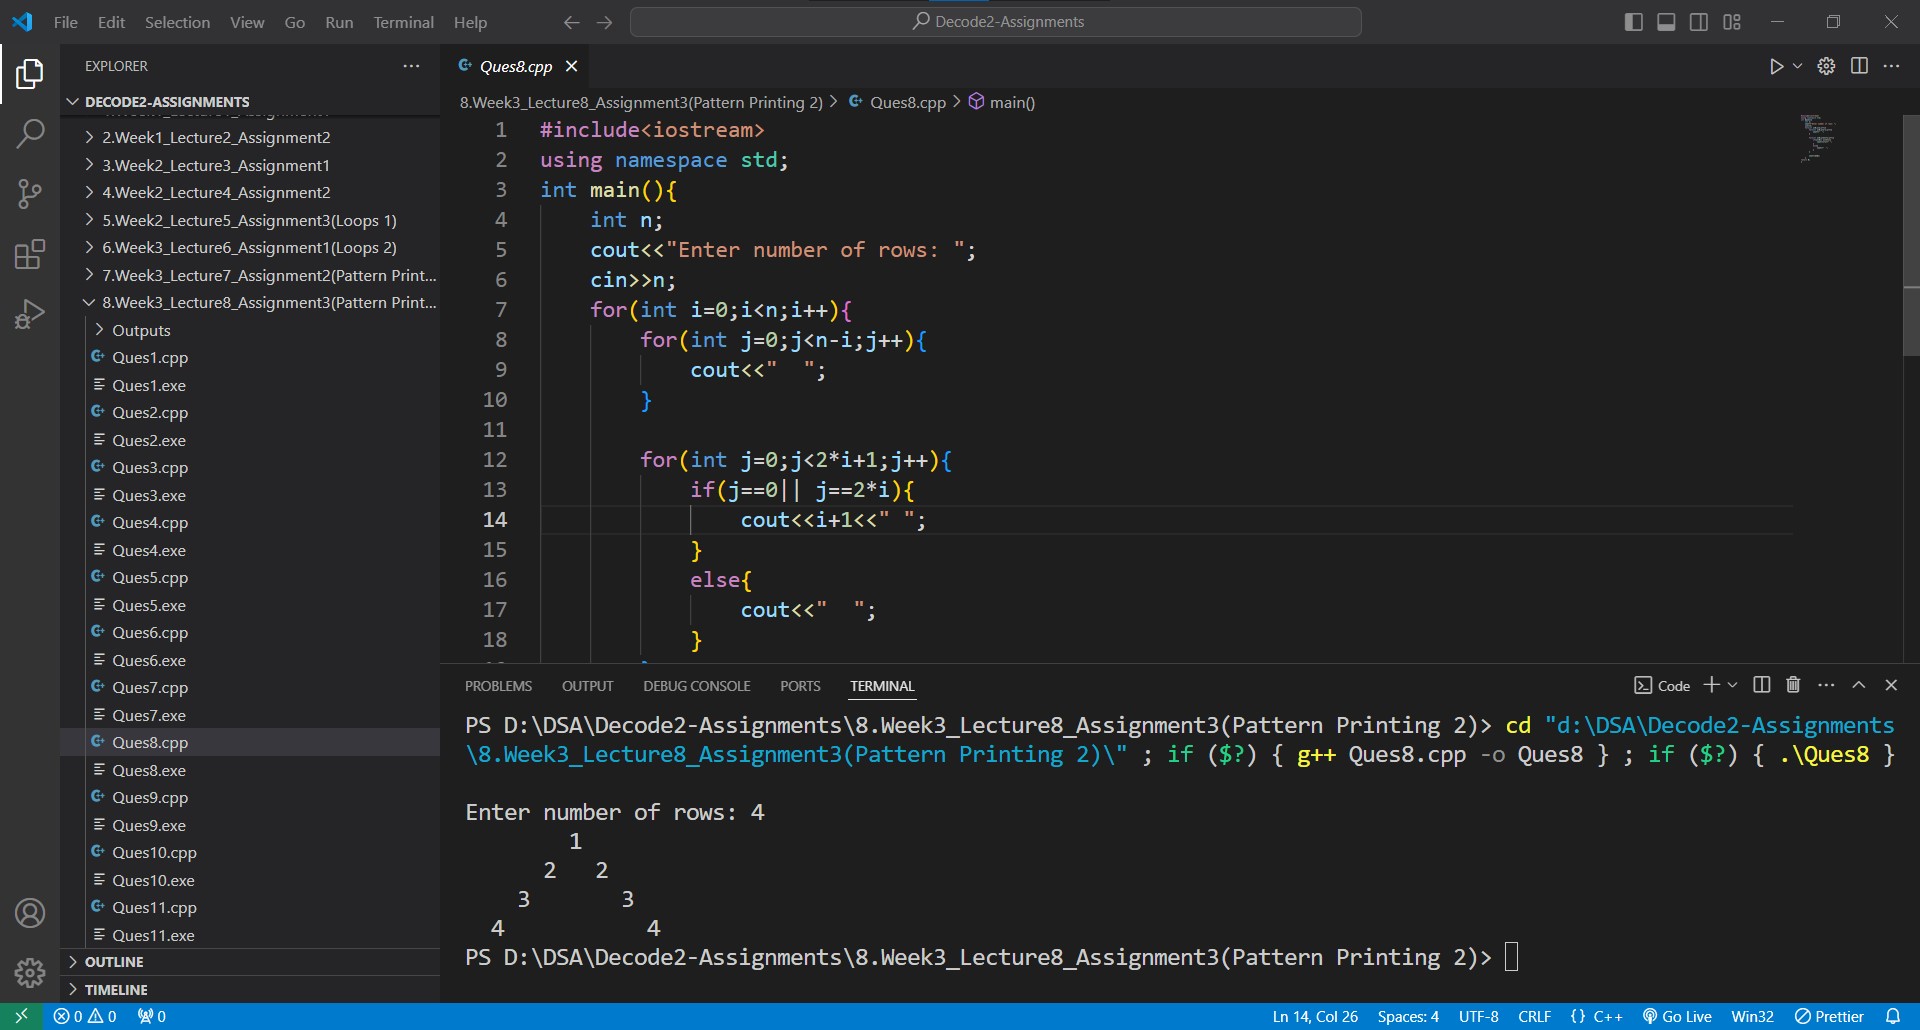 File Edit Selection View Go Run Terminal Help
Decode2-Assignments
EXPLORER
DECODE2-ASSIGNMENTS
2.Week1_Lecture2_Assignment2
3.Week2_Lecture3_Assignment1
4.Week2_Lecture4_Assignment2
5.Week2_Lecture5_Assignment3(Loops 1)
6.Week3_Lecture6_Assignment1(Loops 2)
7.Week3_Lecture7_Assignment2(Pattern Print...
8.Week3_Lecture8_Assignment3(Pattern Print...
Outputs
Ques1.cpp
Ques1.exe
Ques2.cpp
Ques2.exe
Ques3.cpp
Ques3.exe
Ques4.cpp
Ques4.exe
Ques5.cpp
Ques5.exe
Ques6.cpp
Ques6.exe
Ques7.cpp
Ques7.exe
Ques8.cpp
Ques8.exe
Ques9.cpp
Ques9.exe
Ques10.cpp
Ques10.exe
Ques11.cpp
Ques11.exe
OUTLINE
TIMELINE
Ques8.cpp
8.Week3_Lecture8_Assignment3(Pattern Printing 2) > Ques8.cpp > main()
1 #include<iostream>
2 using namespace std;
3 int main(){
4     int n;
5     cout<<"Enter number of rows: ";
6     cin>>n;
7     for(int i=0;i<n;i++){
8         for(int j=0;j<n-i;j++){
9             cout<<"  ";
10         }
11
12         for(int j=0;j<2*i+1;j++){
13             if(j==0|| j==2*i){
14                 cout<<i+1<<" ";
15             }
16             else{
17                 cout<<"  ";
18             }
PROBLEMS OUTPUT DEBUG CONSOLE PORTS TERMINAL
Code
PS D:\DSA\Decode2-Assignments\8.Week3_Lecture8_Assignment3(Pattern Printing 2)> cd "d:\DSA\Decode2-Assignments
\8.Week3_Lecture8_Assignment3(Pattern Printing 2)\" ; if ($?) { g++ Ques8.cpp -o Ques8 } ; if ($?) { .\Ques8 }
Enter number of rows: 4
        1
      2   2
    3       3
  4           4
PS D:\DSA\Decode2-Assignments\8.Week3_Lecture8_Assignment3(Pattern Printing 2)>
0 0 0
Ln 14, Col 26 Spaces: 4 UTF-8 CRLF {} C++ Go Live Win32 Prettier